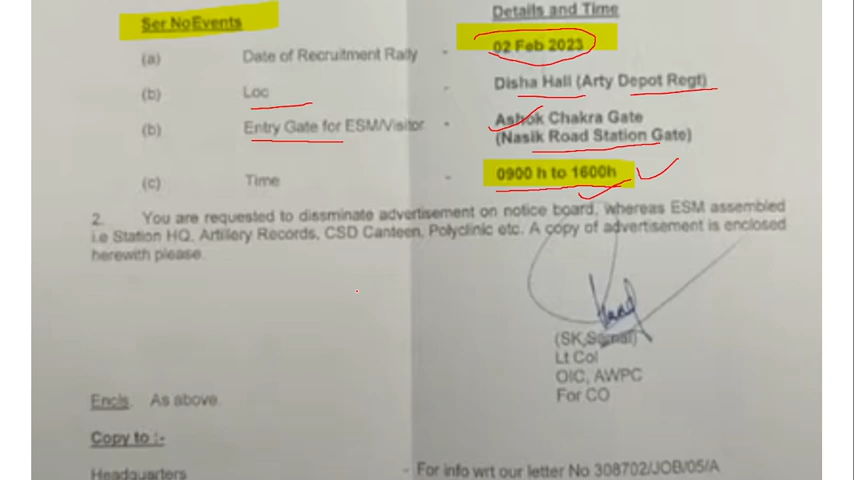 Ser No Events Details and Time
(a) Date of Recruitment Rally - 02 Feb 2023
(b) Loc - Disha Hall (Arty Depot Regt)
(b) Entry Gate for ESM/Visitor - Ashok Chakra Gate
(Nasik Road Station Gate)
(c) Time - 0900 h to 1600h
2. You are requested to dissminate advertisement on notice board, whereas ESM assembled
i.e Station HQ, Artillery Records, CSD Canteen, Polyclinic etc. A copy of advertisement is enclosed
herewith please.
(SK Samal)
Lt Col
OIC, AWPC
For CO
Encls. As above.
Copy to :-
Headquarters - For info wrt our letter No 308702/JOB/05/A